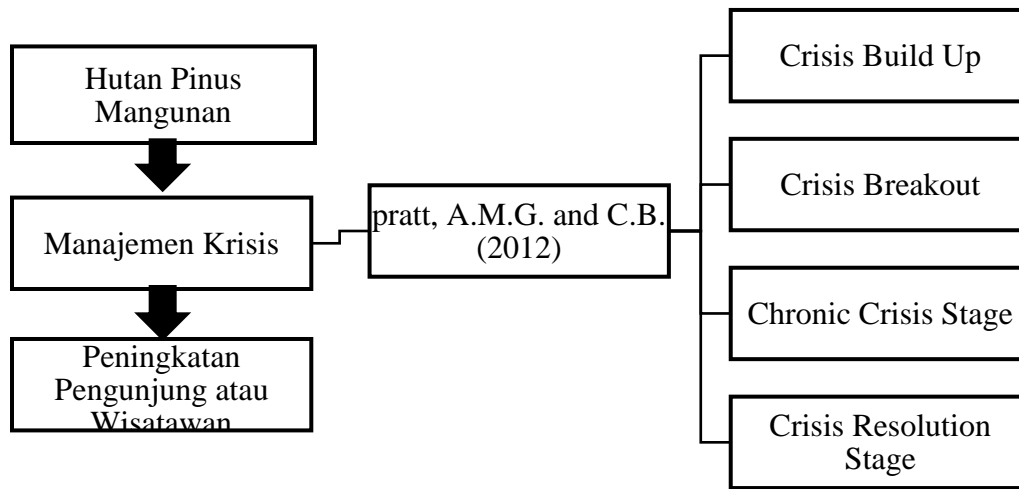 Hutan Pinus
Mangunan
Manajemen Krisis
Peningkatan
Pengunjung atau
Wisatawan
pratt, A.M.G. and C.B.
(2012)
Crisis Build Up
Crisis Breakout
Chronic Crisis Stage
Crisis Resolution
Stage